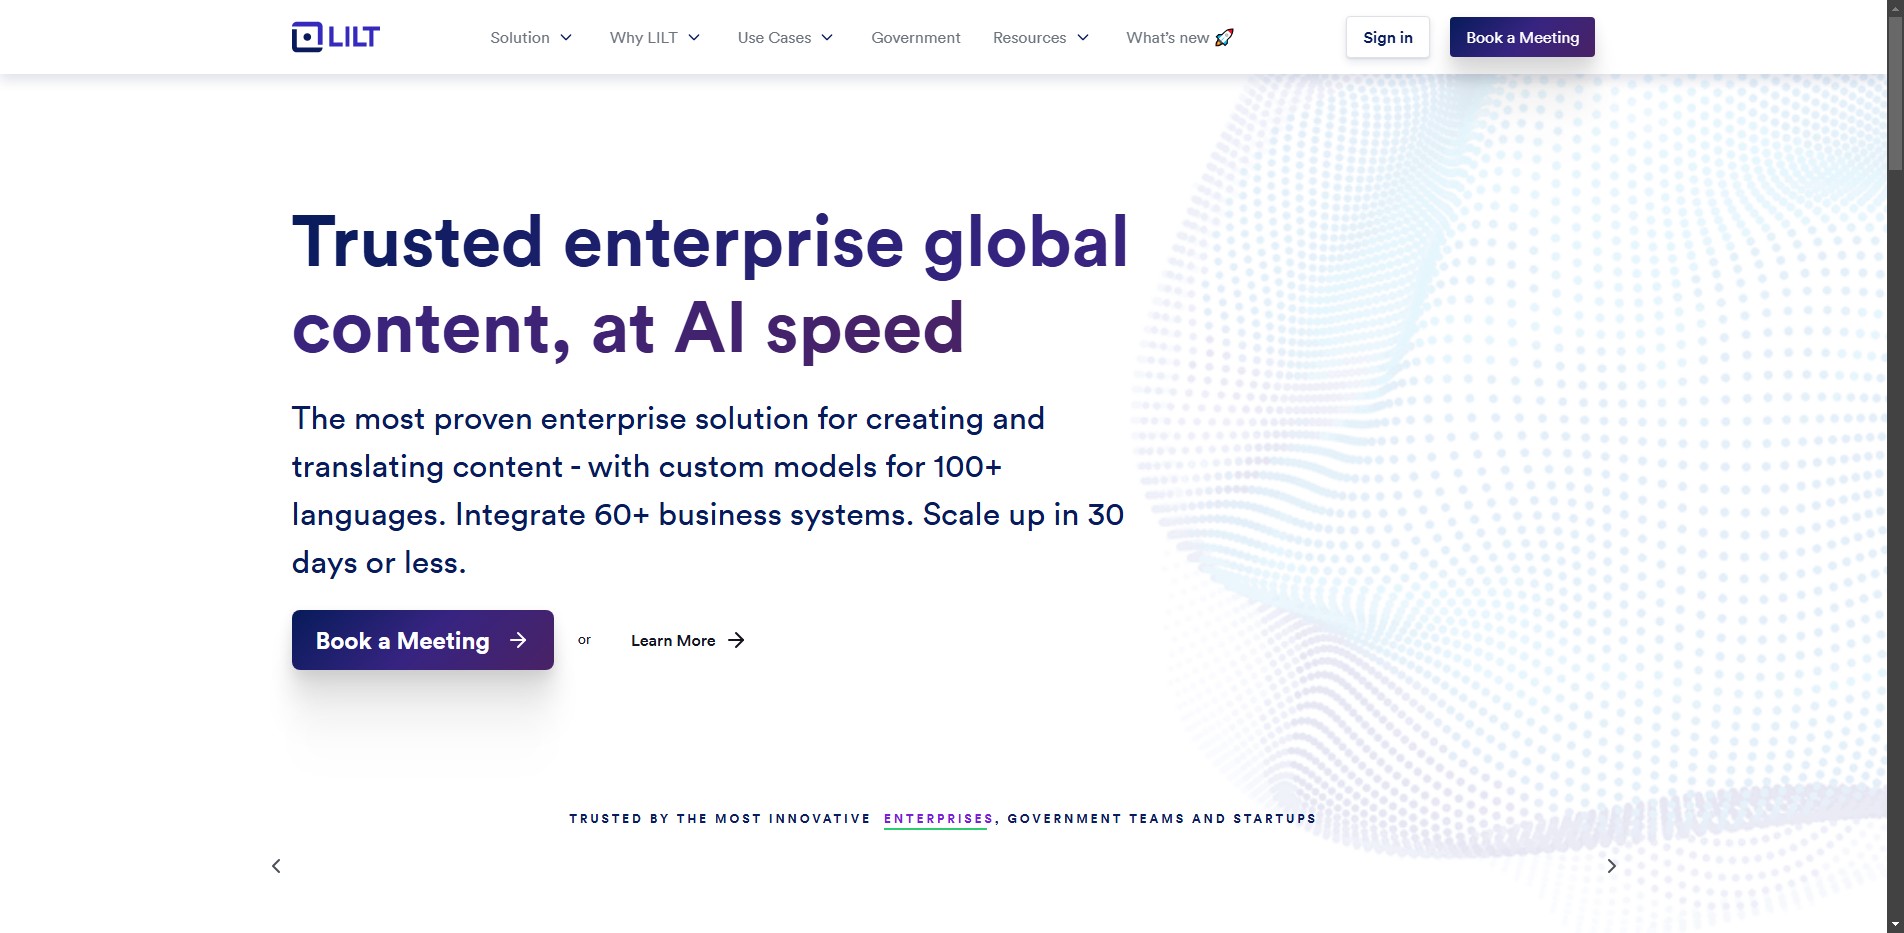 LILT
Solution
Why LILT
Use Cases
Government
Resources
What's new 🚀
Sign in
Book a Meeting
Trusted enterprise global
content, at AI speed
The most proven enterprise solution for creating and
translating content - with custom models for 100+
languages. Integrate 60+ business systems. Scale up in 30
days or less.
Book a Meeting
or
Learn More
TRUSTED BY THE MOST INNOVATIVE ENTERPRISES, GOVERNMENT TEAMS AND STARTUPS